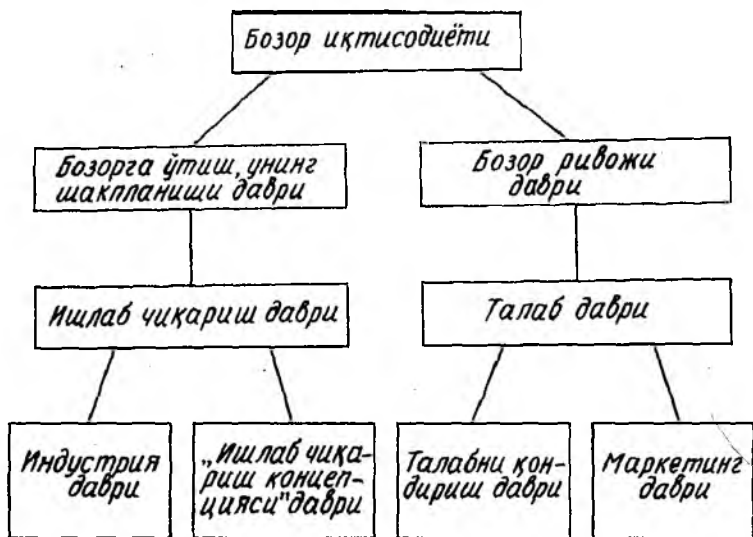 Бозор иқтисодиёти
Бозорга ўтиш, унинг
шаклланиши даври
Бозор ривожи
даври
Ишлаб чиқариш даври
Талаб даври
Индустрия
даври
„Ишлаб чиқа-
риш концеп-
цияси" даври
Талабни қон-
дириш даври
Маркетинг
даври